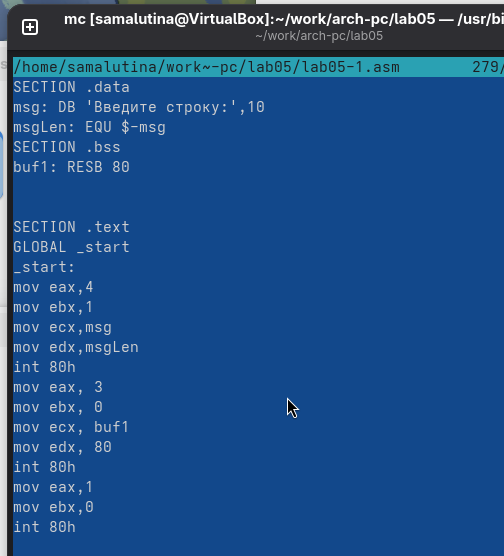 mc [samalutina@VirtualBox]:~/work/arch-pc/lab05 — /usr/bi
~/work/arch-pc/lab05
/home/samalutina/work~-pc/lab05/lab05-1.asm 279/
SECTION .data
msg: DB 'Введите строку:',10
msgLen: EQU $-msg
SECTION .bss
buf1: RESB 80
SECTION .text
GLOBAL _start
_start:
mov eax,4
mov ebx,1
mov ecx,msg
mov edx,msgLen
int 80h
mov eax, 3
mov ebx, 0
mov ecx, buf1
mov edx, 80
int 80h
mov eax,1
mov ebx,0
int 80h